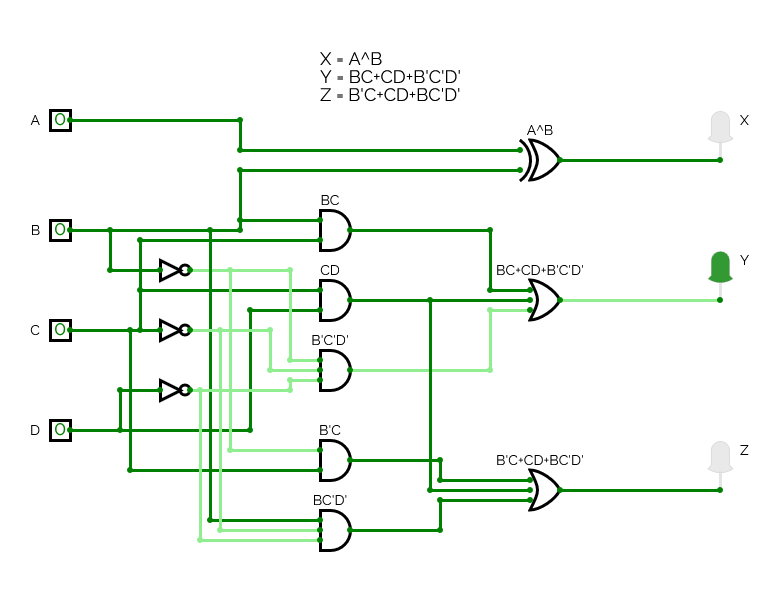 X = A^B
Y = BC+CD+B'C'D'
Z = B'C+CD+BC'D'
A
0
A^B
X
BC
B
0
CD
BC+CD+B'C'D'
Y
C
0
B'C'D'
D
0
B'C
B'C+CD+BC'D'
Z
BC'D'